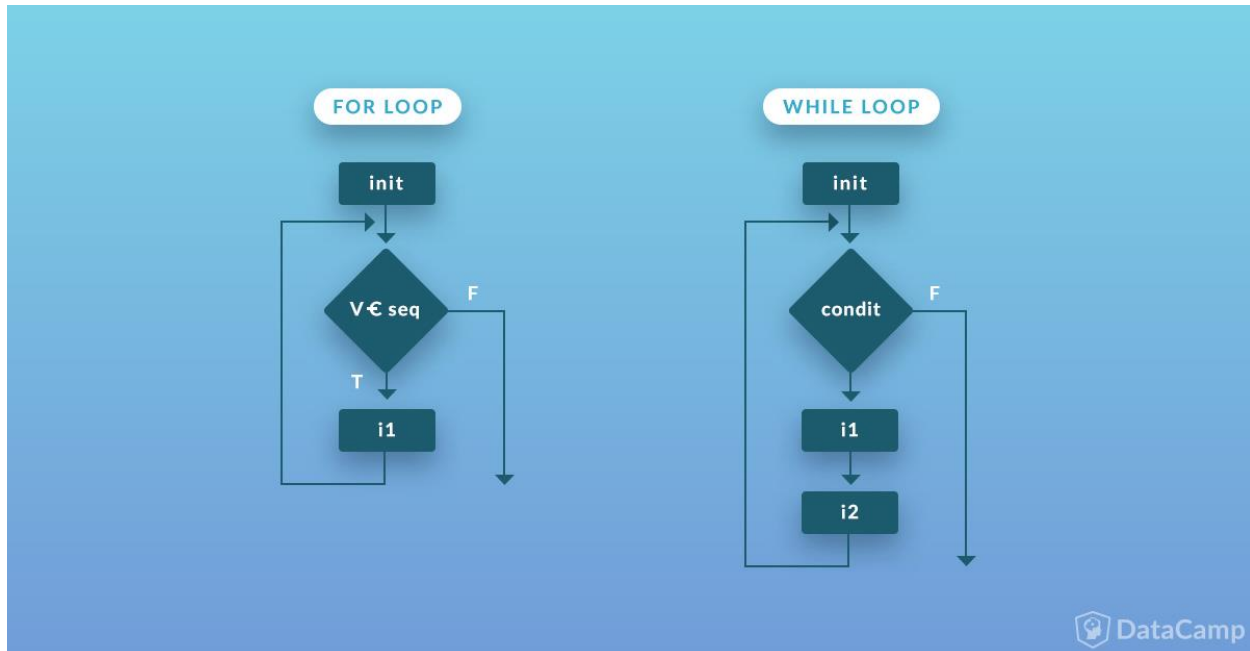 FOR LOOP
init
V € seq
F
T
i1
WHILE LOOP
init
condit
F
i1
i2
DataCamp